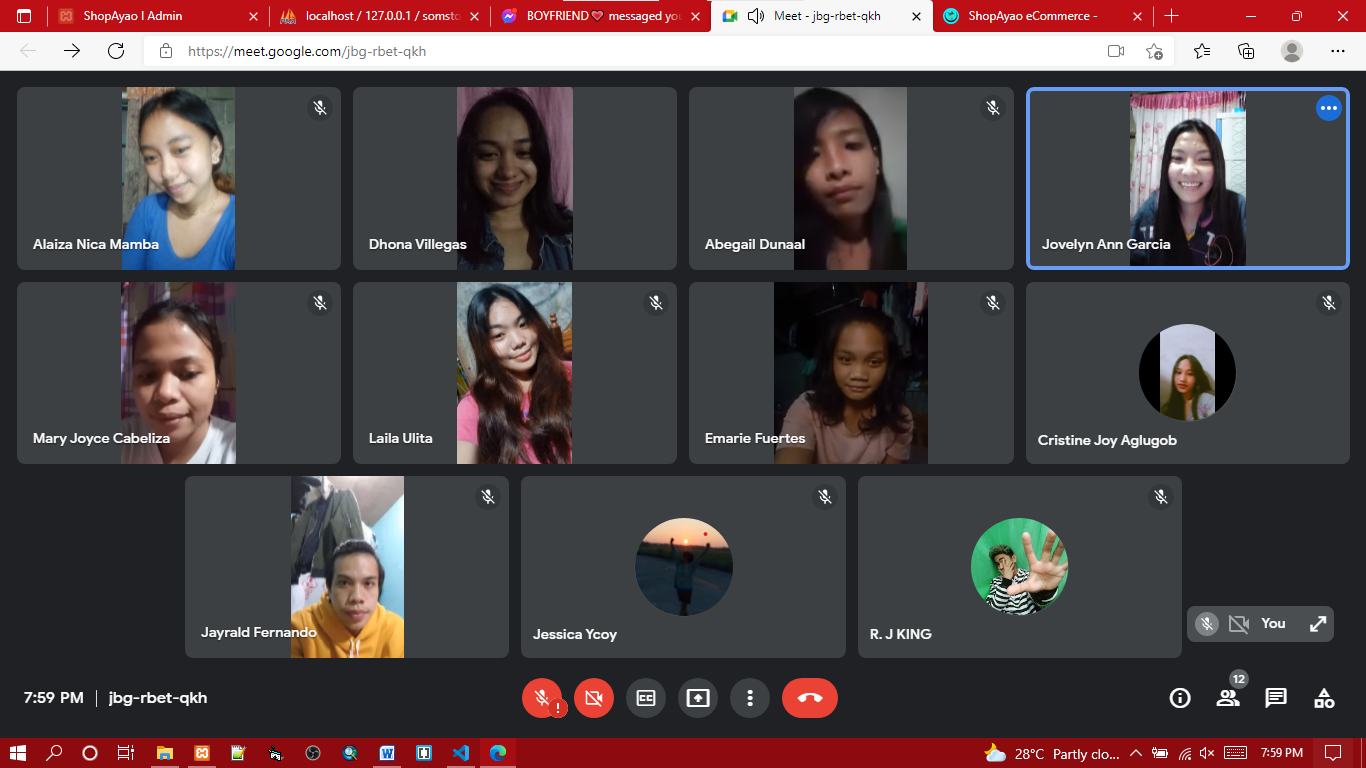 ShopAyao I Admin
localhost / 127.0.0.1 / somsto
BOYFRIEND❤ messaged you
Meet - jbg-rbet-qkh
ShopAyao eCommerce -
https://meet.google.com/jbg-rbet-qkh
Alaiza Nica Mamba
Dhona Villegas
Abegail Dunaal
Jovelyn Ann Garcia
Mary Joyce Cabeliza
Laila Ulita
Emarie Fuertes
Cristine Joy Aglugob
Jayrald Fernando
Jessica Ycoy
R. J KING
You
7:59 PM | jbg-rbet-qkh
CC
12
28°C Partly clo...
7:59 PM